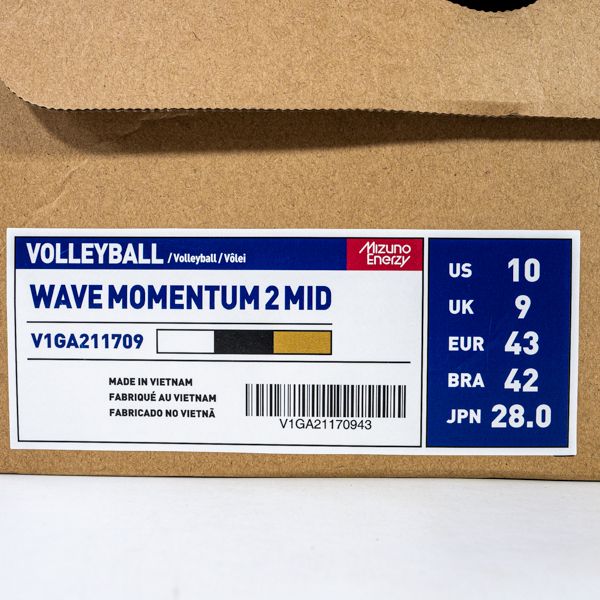 VOLLEYBALL / Volleyball / Vôlei
Mizuno
Enerzy
WAVE MOMENTUM 2 MID
V1GA211709
MADE IN VIETNAM
FABRIQUÉ AU VIETNAM
FABRICADO NO VIETNÃ
V1GA21170943
US 10
UK 9
EUR 43
BRA 42
JPN 28.0